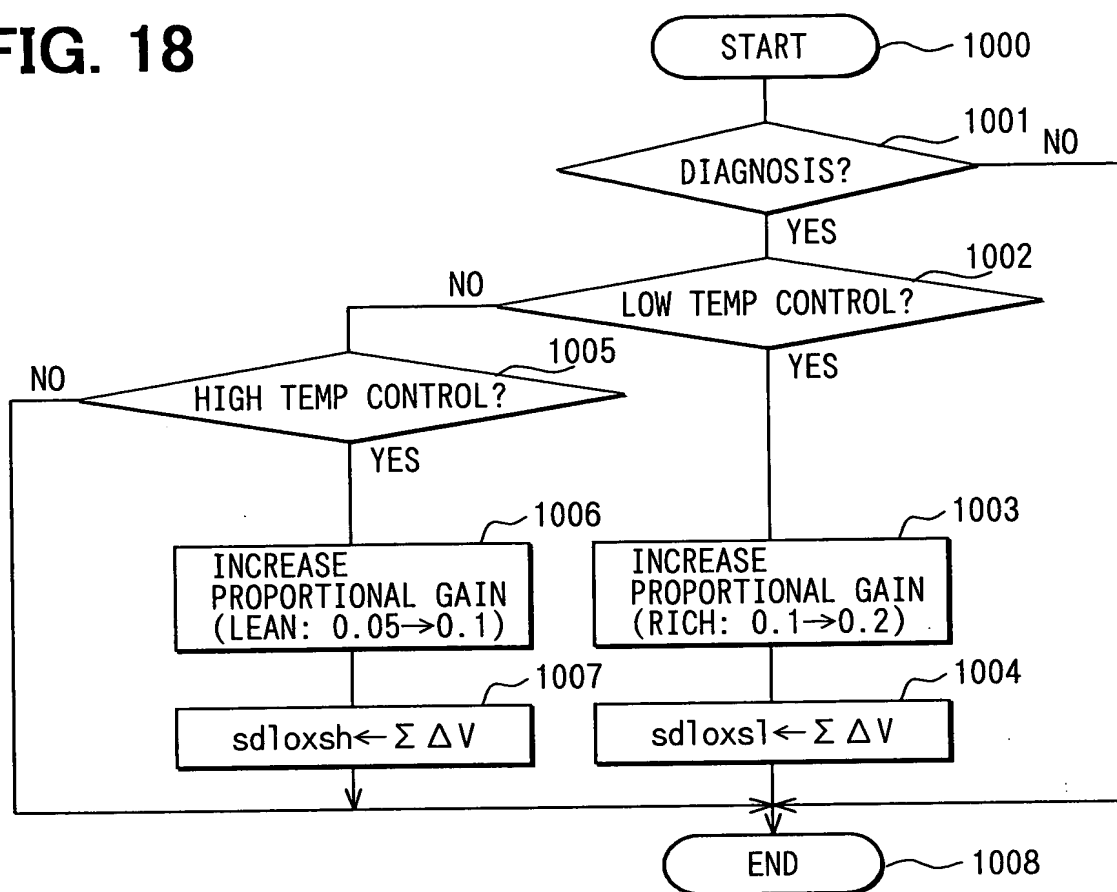 FIG. 18
START
1000
1001
NO
DIAGNOSIS?
YES
1002
NO
LOW TEMP CONTROL?
YES
1005
NO
HIGH TEMP CONTROL?
YES
1006
INCREASE
PROPORTIONAL GAIN
(LEAN: 0.05→0.1)
1003
INCREASE
PROPORTIONAL GAIN
(RICH: 0.1→0.2)
1007
sdloxsh←Σ ΔV
1004
sdloxsl←Σ ΔV
END
1008